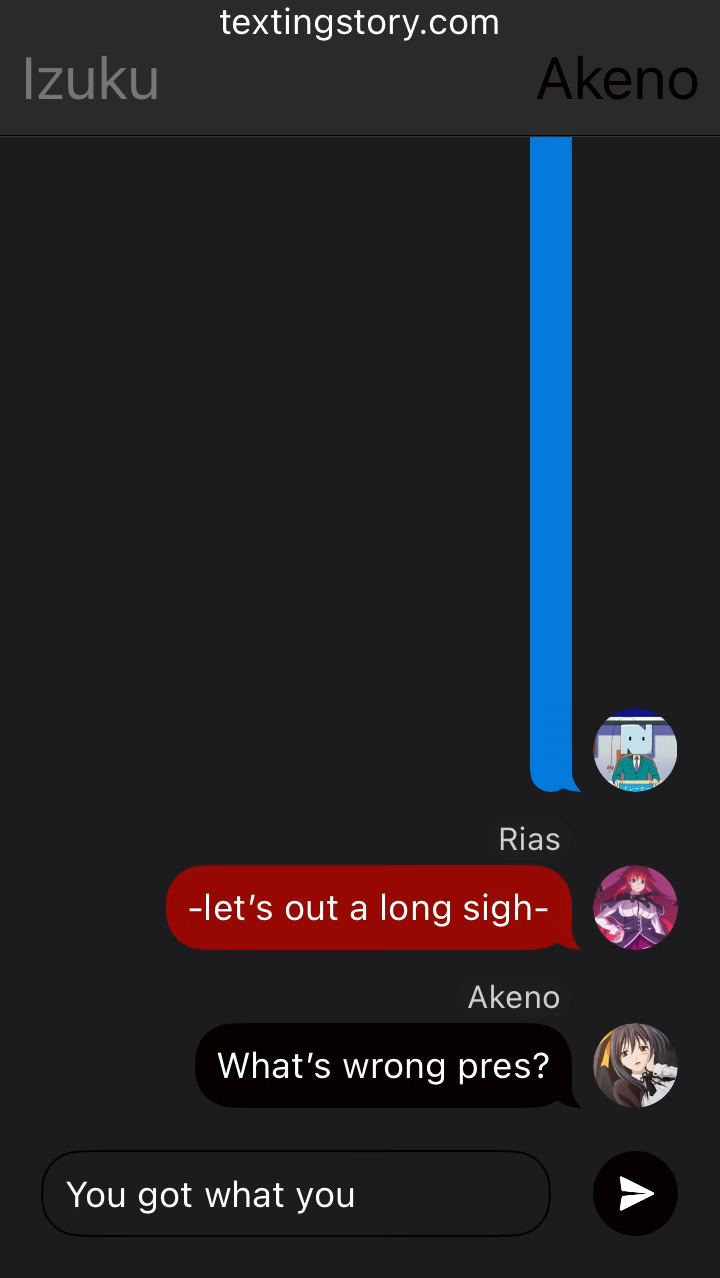 textingstory.com
Izuku
Akeno
Rias
-let’s out a long sigh-
Akeno
What’s wrong pres?
You got what you